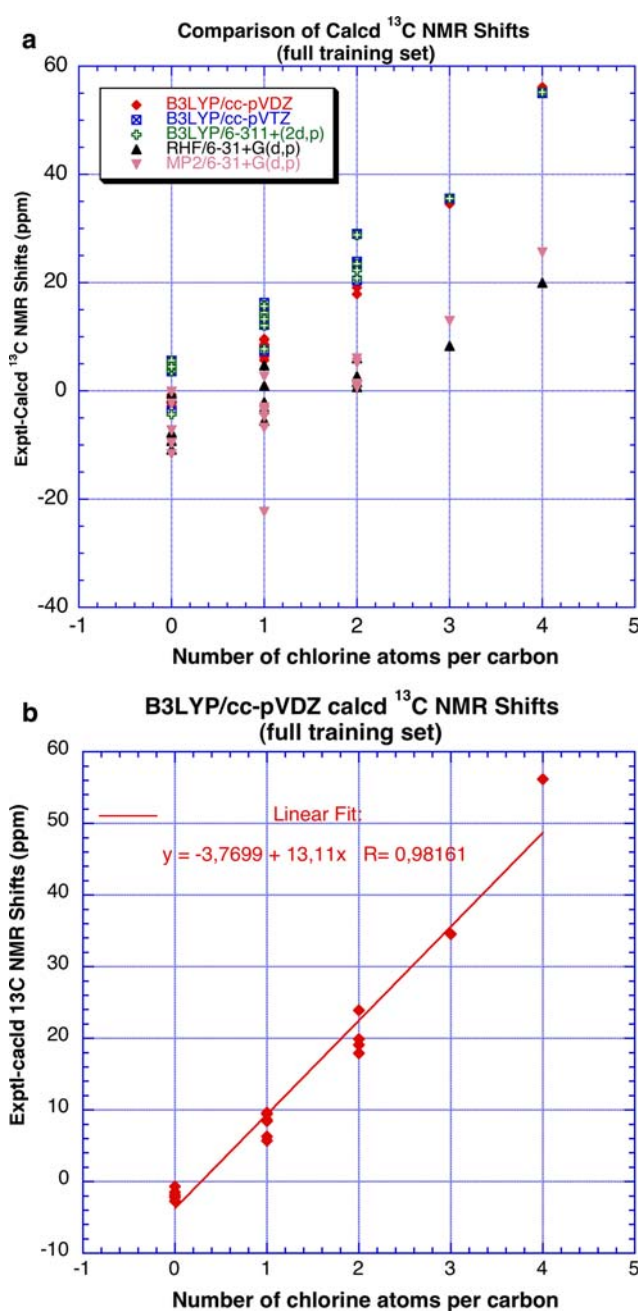 a
Comparison of Calcd ¹³C NMR Shifts
(full training set)
B3LYP/cc-pVDZ
B3LYP/cc-pVTZ
B3LYP/6-311+(2d,p)
RHF/6-31+G(d,p)
MP2/6-31+G(d,p)
Exptl-Calcd ¹³C NMR Shifts (ppm)
60
40
20
0
-20
-40
-1 0 1 2 3 4 5
Number of chlorine atoms per carbon
b
B3LYP/cc-pVDZ calcd ¹³C NMR Shifts
(full training set)
Linear Fit:
y = -3,7699 + 13,11x R= 0,98161
Exptl-cacld 13C NMR Shifts (ppm)
60
50
40
30
20
10
0
-10
-1 0 1 2 3 4 5
Number of chlorine atoms per carbon